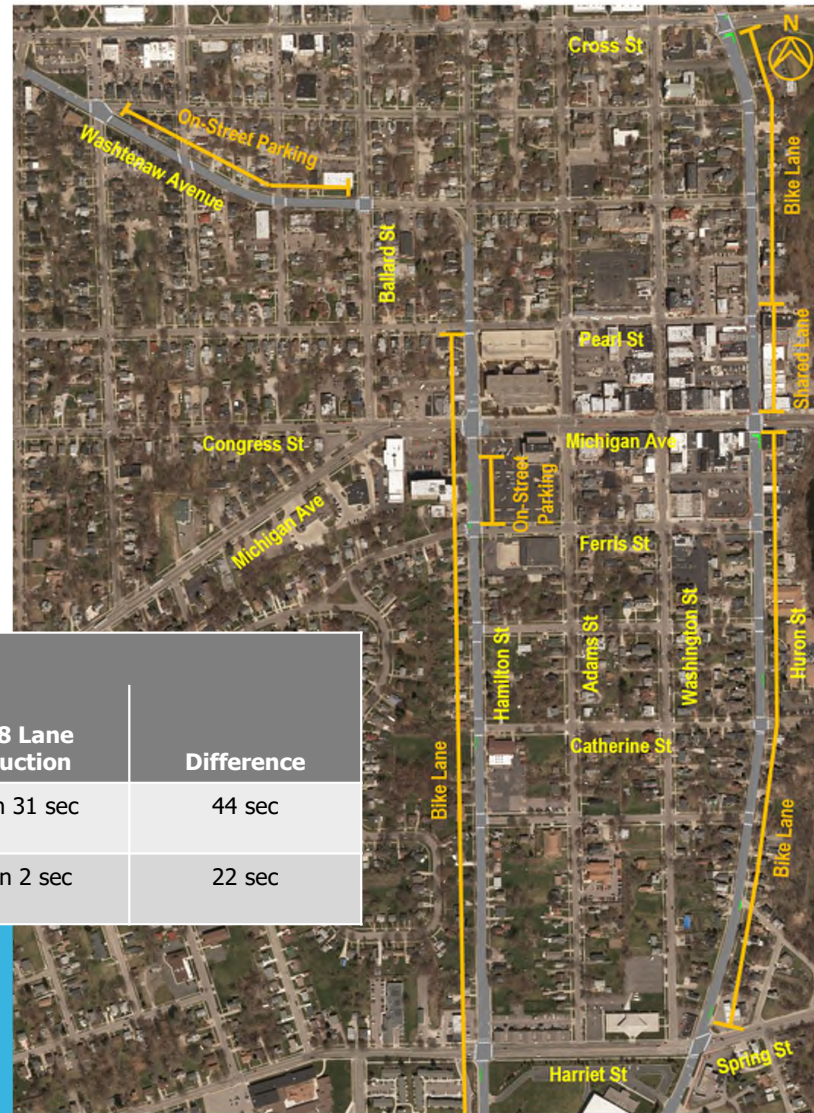 N
Cross St
On-Street Parking
Washtenaw Avenue
Bike Lane
Ballard St
Pearl St
Shared Lane
Congress St
Michigan Ave
On-Street
Parking
Michigan Ave
Ferris St
Hamilton St
Adams St
Washington St
Huron St
8 Lane
uction
Difference
31 sec
44 sec
2 sec
22 sec
Catherine St
Bike Lane
Bike Lane
Harriet St
Spring St